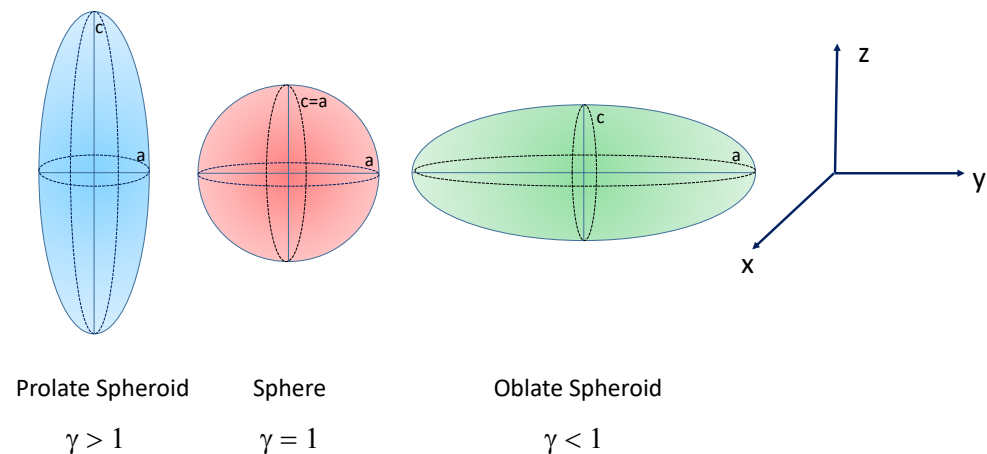 c
a
c=a
a
c
a
z
y
x
Prolate Spheroid
Sphere
Oblate Spheroid
γ > 1
γ = 1
γ < 1